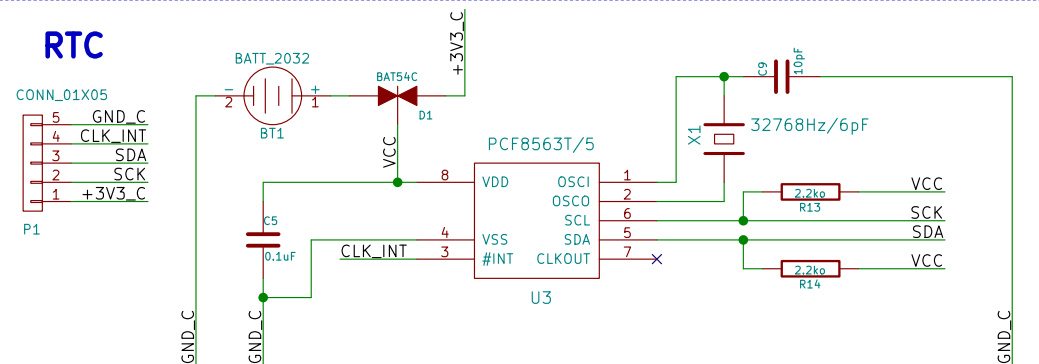 RTC
CONN_01X05
5 GND_C
4 CLK_INT
3 SDA
2 SCK
1 +3V3_C
P1
BATT_2032
- +
2 1
BT1
BAT54C
D1
+3V3_C
VCC
C5
0.1uF
GND_C
GND_C
CLK_INT
PCF8563T/5
8 VDD OSCI 1
OSCO 2
SCL 6
4 VSS SDA 5
3 #INT CLKOUT 7
U3
X1
32768Hz/6pF
C9
10pF
2.2ko
R13
VCC
SCK
SDA
2.2ko
R14
VCC
GND_C